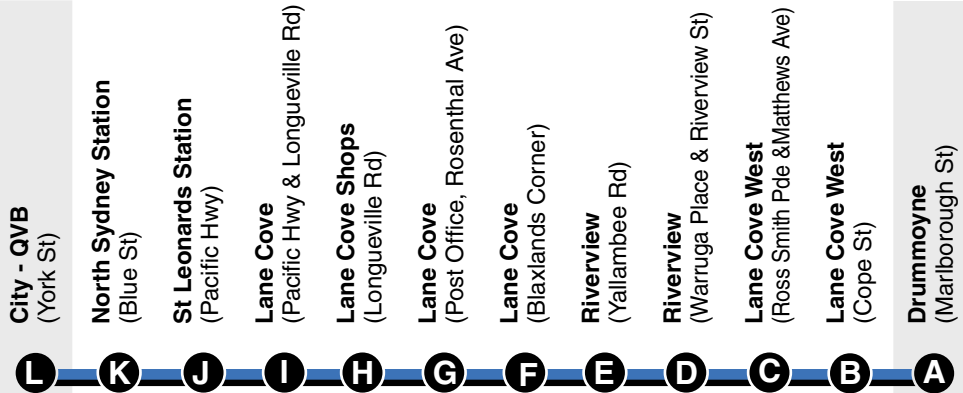 City - QVB
(York St)
North Sydney Station
(Blue St)
St Leonards Station
(Pacific Hwy)
Lane Cove
(Pacific Hwy & Longueville Rd)
Lane Cove Shops
(Longueville Rd)
Lane Cove
(Post Office, Rosenthal Ave)
Lane Cove
(Blaxlands Corner)
Riverview
(Yallambee Rd)
Riverview
(Warruga Place & Riverview St)
Lane Cove West
(Ross Smith Pde &Matthews Ave)
Lane Cove West
(Cope St)
Drummoyne
(Marlborough St)
L K J I H G F E D C B A